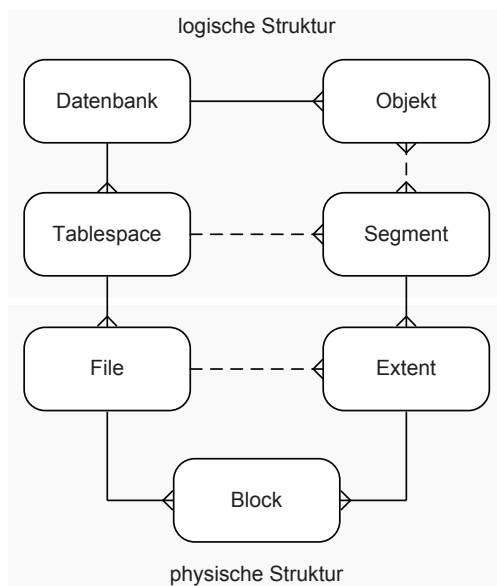 logische Struktur
Datenbank
Objekt
Tablespace
Segment
File
Extent
Block
physische Struktur